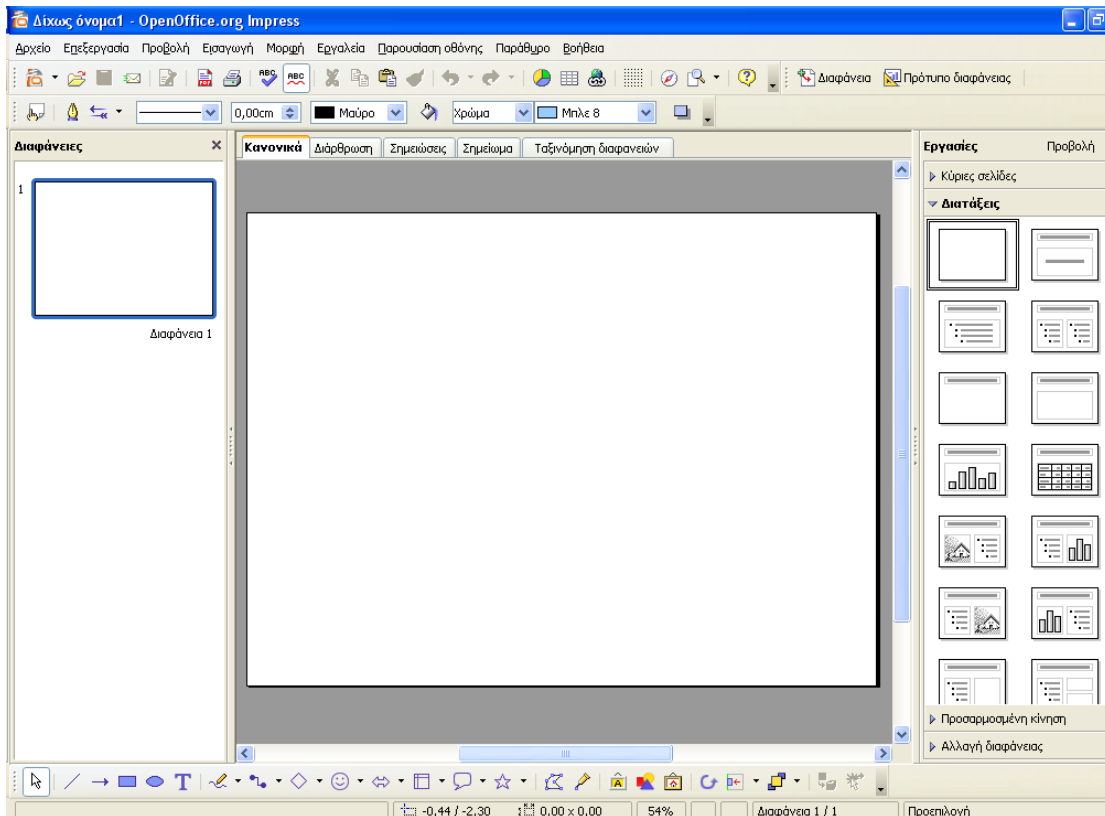 Δίχως όνομα1 - OpenOffice.org Impress
Αρχείο Επεξεργασία Προβολή Εισαγωγή Μορφή Εργαλεία Παρουσίαση οθόνης Παράθυρο Βοήθεια
Διαφάνεια Πρότυπο διαφάνειας
0,00cm Μαύρο Χρώμα Μπλε 8
Διαφάνειες
Κανονικά Διάρθρωση Σημειώσεις Σημείωμα Ταξινόμηση διαφανειών
Εργασίες Προβολή
Κύριες σελίδες
Διατάξεις
1
Διαφάνεια 1
Προσαρμοσμένη κίνηση
Αλλαγή διαφάνειας
-0,44 / -2,30 0,00 x 0,00 54% Διαφάνεια 1 / 1 Προεπιλογή